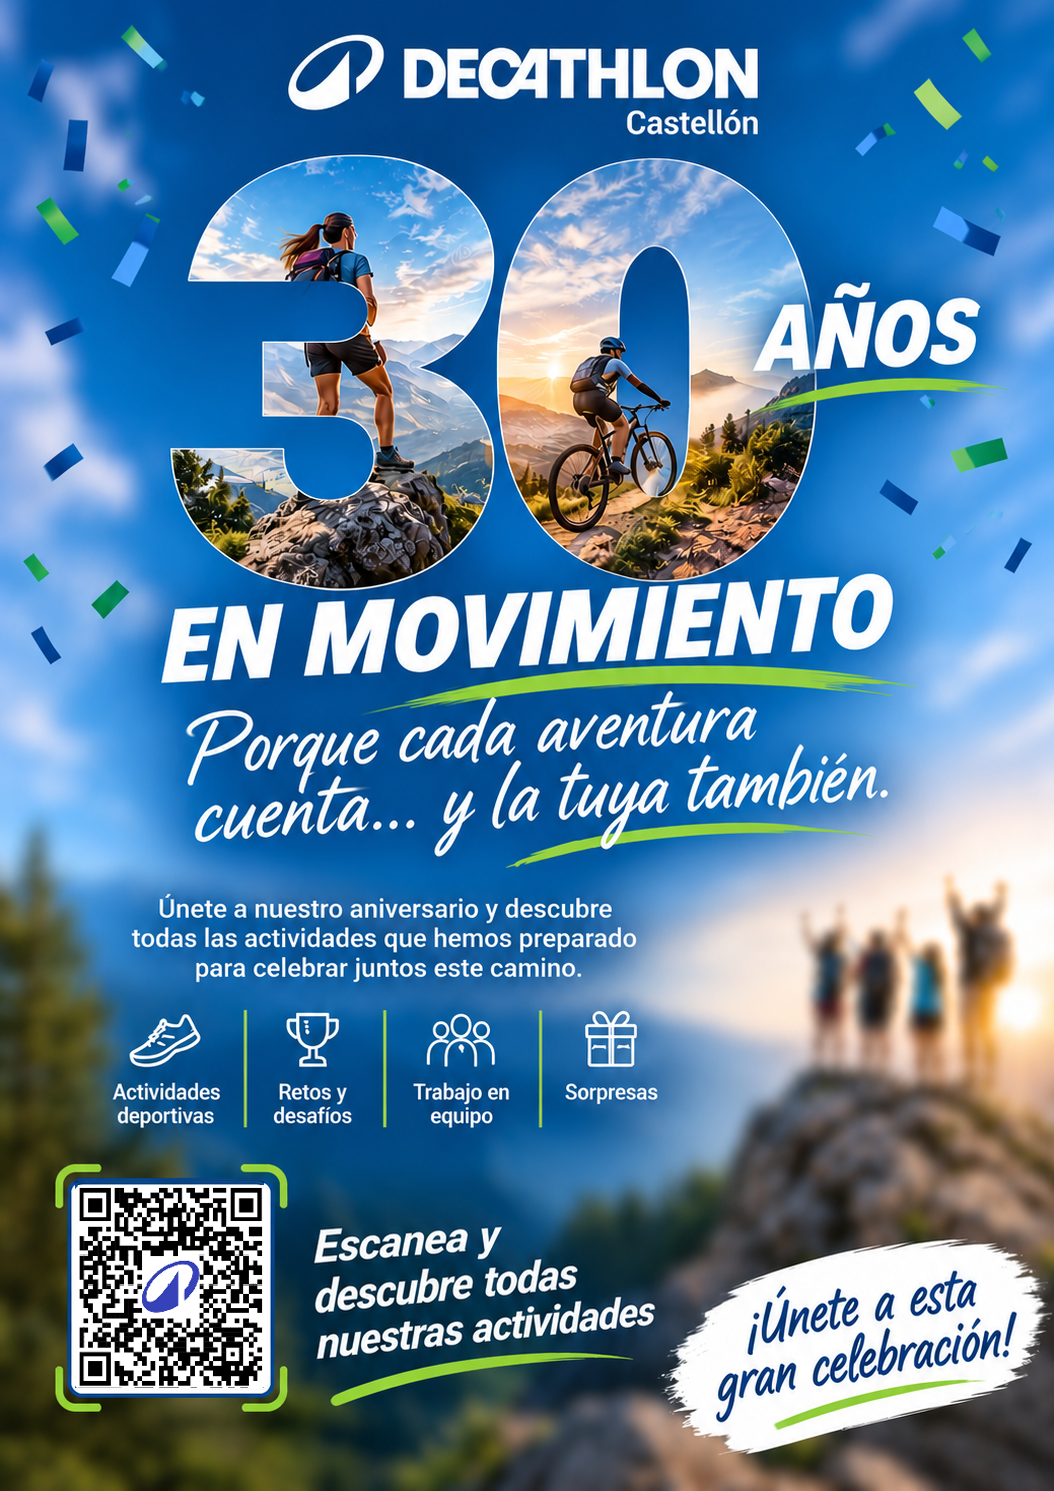 DECATHLON
Castellón
30
AÑOS
EN MOVIMIENTO
Porque cada aventura
cuenta... y la tuya también.
Únete a nuestro aniversario y descubre
todas las actividades que hemos preparado
para celebrar juntos este camino.
Actividades
deportivas
Retos y
desafíos
Trabajo en
equipo
Sorpresas
Escanea y
descubre todas
nuestras actividades
¡Únete a esta
gran celebración!